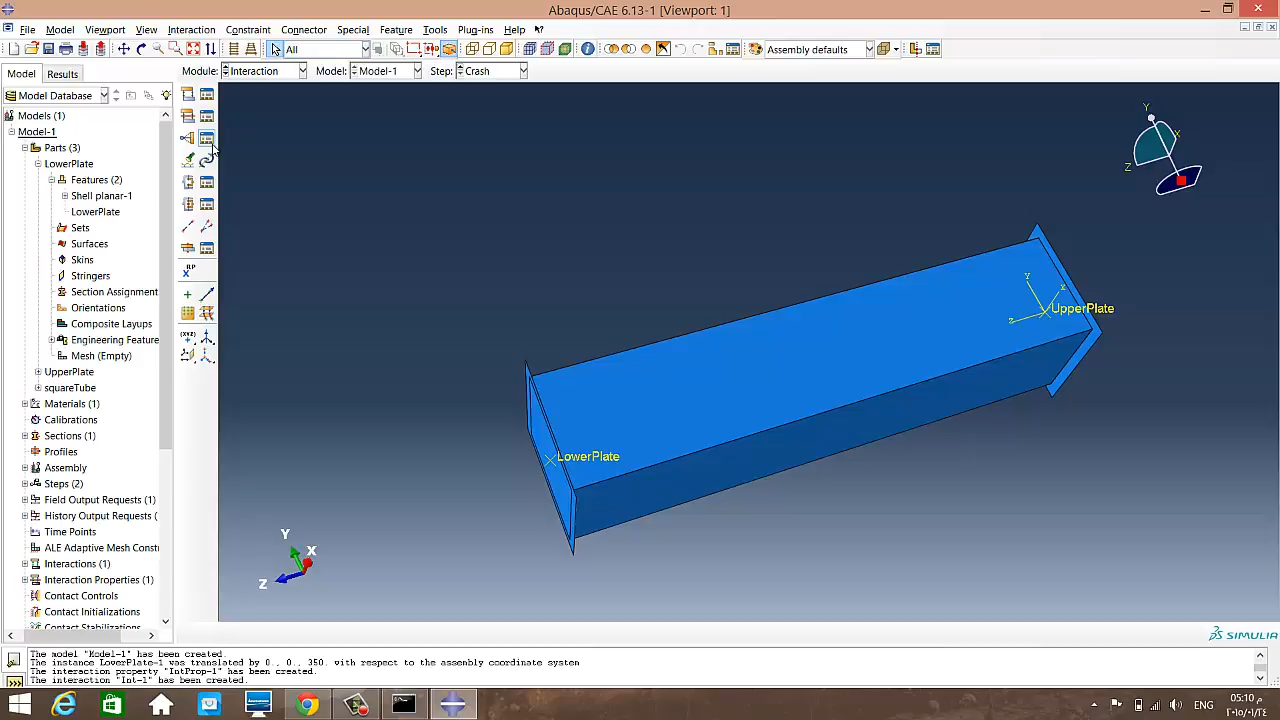 Abaqus/CAE 6.13-1 [Viewport: 1]
File Model Viewport View Interaction Constraint Connector Special Feature Tools Plug-ins Help
All
Assembly defaults
Model Results
Module: Interaction Model: Model-1 Step: Crash
Model Database
Models (1)
Model-1
Parts (3)
LowerPlate
Features (2)
Shell planar-1
LowerPlate
Sets
Surfaces
Skins
Stringers
Section Assignment
Orientations
Composite Layups
Engineering Feature
Mesh (Empty)
UpperPlate
squareTube
Materials (1)
Calibrations
Sections (1)
Profiles
Assembly
Steps (2)
Field Output Requests (1)
History Output Requests (
Time Points
ALE Adaptive Mesh Const
Interactions (1)
Interaction Properties (1)
Contact Controls
Contact Initializations
Contact Stabilizations
RP
(XYZ)
Y
X
Z
Y
X
Z
UpperPlate
LowerPlate
Y
X
Z
SIMULIA
The model "Model-1" has been created.
The instance LowerPlate-1 was translated by 0., 0., 350. with respect to the assembly coordinate system
The interaction property "IntProp-1" has been created.
The interaction "Int-1" has been created.
ENG
05:10 م